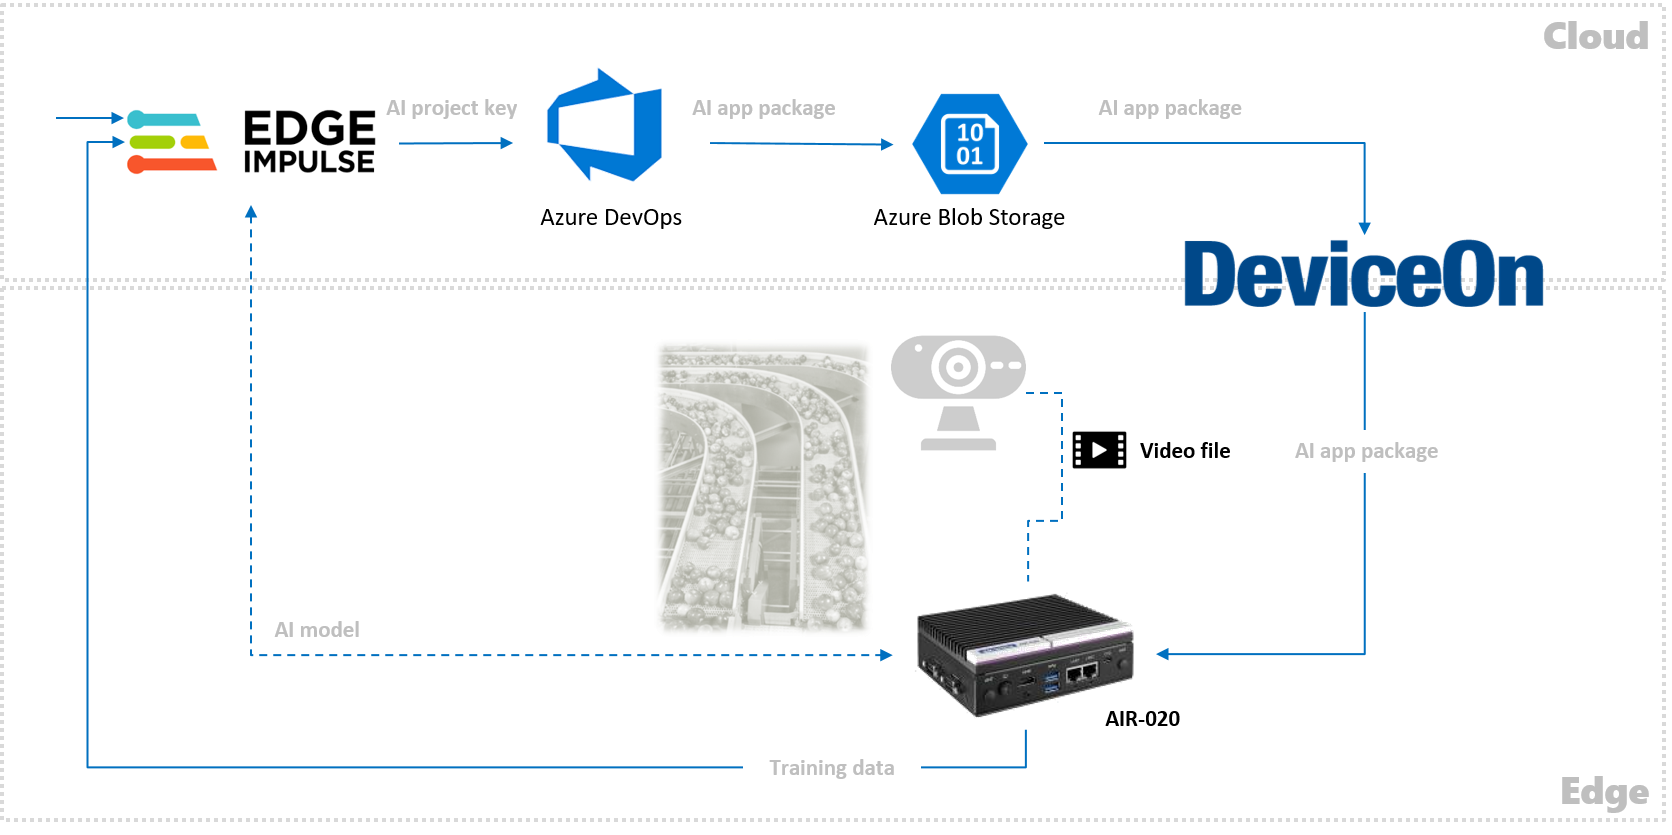 Cloud
EDGE
IMPULSE
AI project key
AI app package
10
01
AI app package
Azure DevOps
Azure Blob Storage
DeviceOn
Video file
AI app package
AI model
AIR-020
Training data
Edge